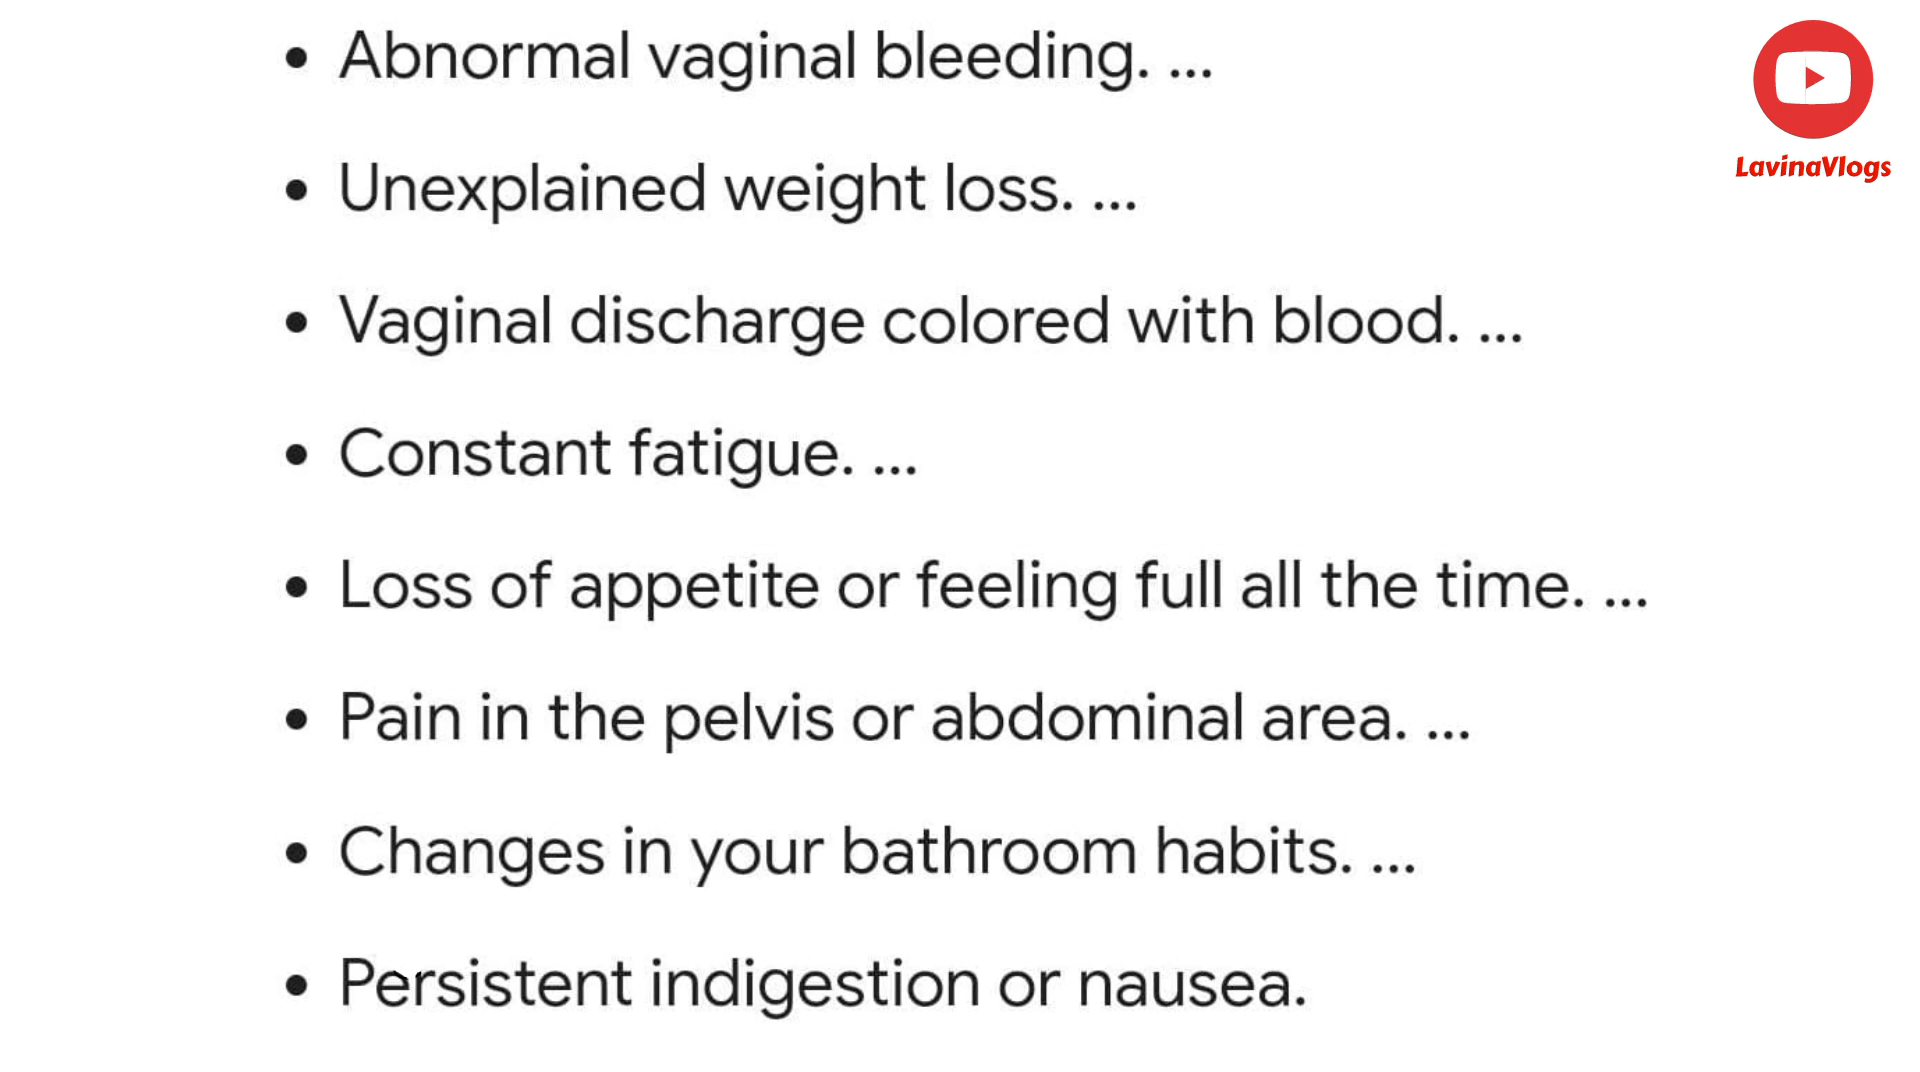 • Abnormal vaginal bleeding. ...
LavinaVlogs
• Unexplained weight loss. ...
• Vaginal discharge colored with blood. ...
• Constant fatigue. ...
• Loss of appetite or feeling full all the time. ...
• Pain in the pelvis or abdominal area. ...
• Changes in your bathroom habits. ...
• Persistent indigestion or nausea.